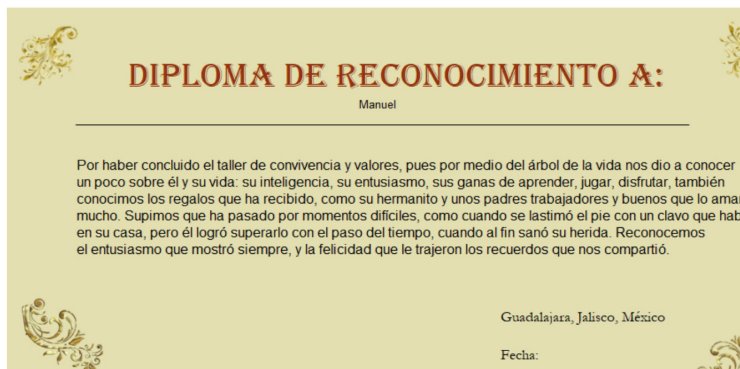 DIPLOMA DE RECONOCIMIENTO A:
Manuel
Por haber concluido el taller de convivencia y valores, pues por medio del árbol de la vida nos dio a conocer
un poco sobre él y su vida: su inteligencia, su entusiasmo, sus ganas de aprender, jugar, disfrutar, también
conocimos los regalos que ha recibido, como su hermanito y unos padres trabajadores y buenos que lo
mucho. Supimos que ha pasado por momentos difíciles, como cuando se lastimó el pie con un clavo que
en su casa, pero él logró superarlo con el paso del tiempo, cuando al fin sanó su herida. Reconocemos
el entusiasmo que mostró siempre, y la felicidad que le trajeron los recuerdos que nos compartió.
Guadalajara, Jalisco, México
Fecha: